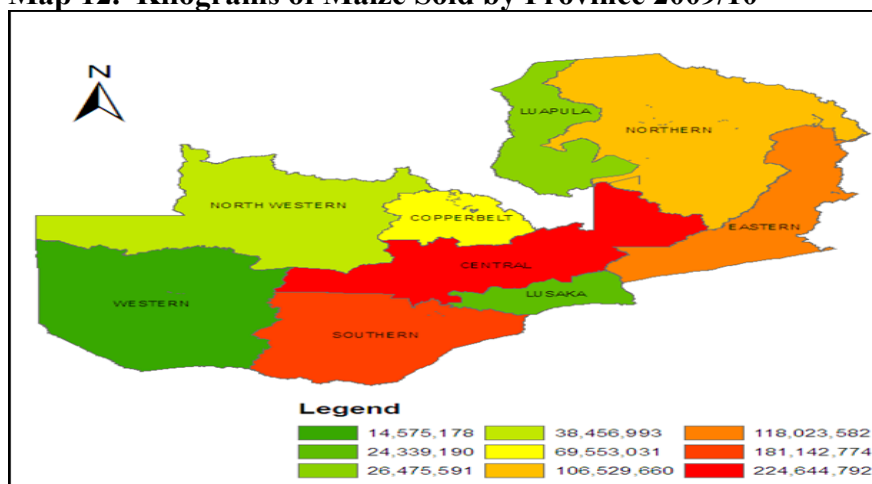 Map 12: Kilograms of Maize Sold by Province 2009/10
N
LUAPULA
NORTHERN
NORTH WESTERN
COPPERBELT
EASTERN
CENTRAL
WESTERN
LUSAKA
SOUTHERN
Legend
14,575,178 38,456,993 118,023,582
24,339,190 69,553,031 181,142,774
26,475,591 106,529,660 224,644,792